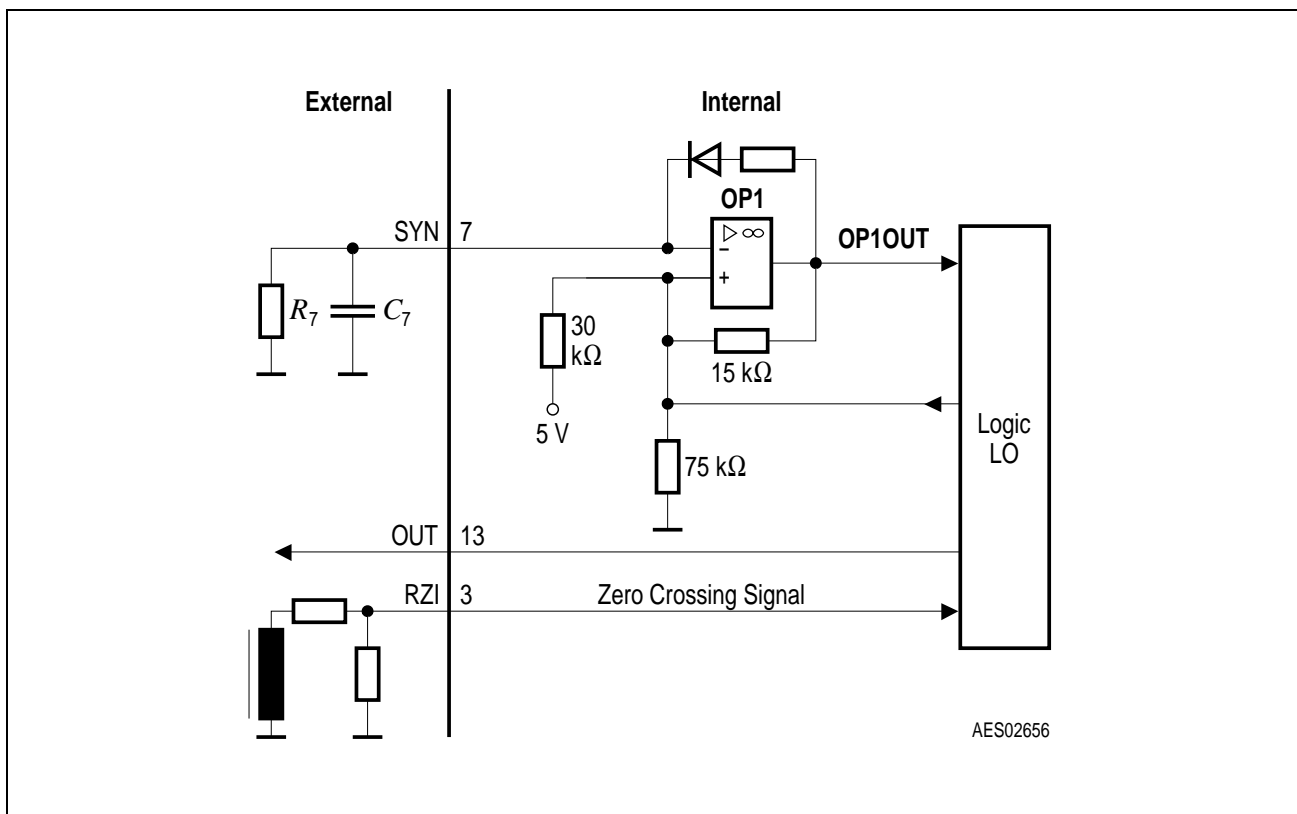 External
Internal
OP1
SYN 7
▷ ∞
OP1OUT
−
+
R7
C7
30
kΩ
15 kΩ
5 V
Logic
LO
75 kΩ
OUT 13
RZI 3
Zero Crossing Signal
AES02656